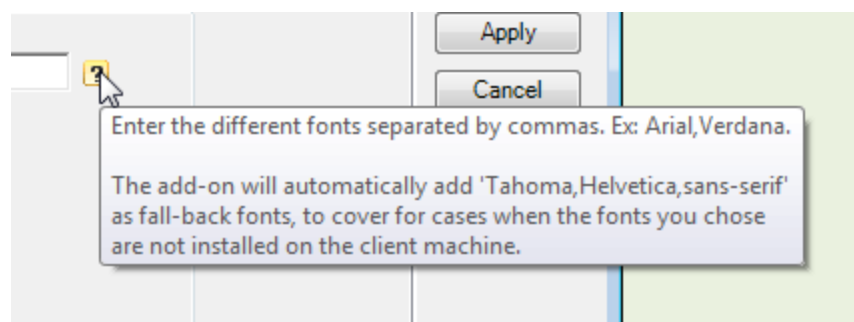 Apply
?
Cancel
Enter the different fonts separated by commas. Ex: Arial,Verdana.
The add-on will automatically add 'Tahoma,Helvetica,sans-serif'
as fall-back fonts, to cover for cases when the fonts you chose
are not installed on the client machine.